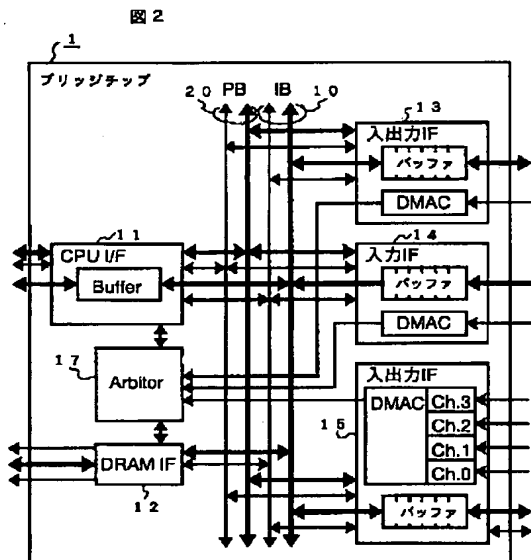 図2
1
ブリッジチップ
20 PB IB 10
13
入出力IF
バッファ
DMAC
11
CPU I/F
Buffer
14
入力IF
バッファ
DMAC
17
Arbitor
入出力IF
15
DMAC
Ch.3
Ch.2
Ch.1
Ch.0
バッファ
DRAM IF
12